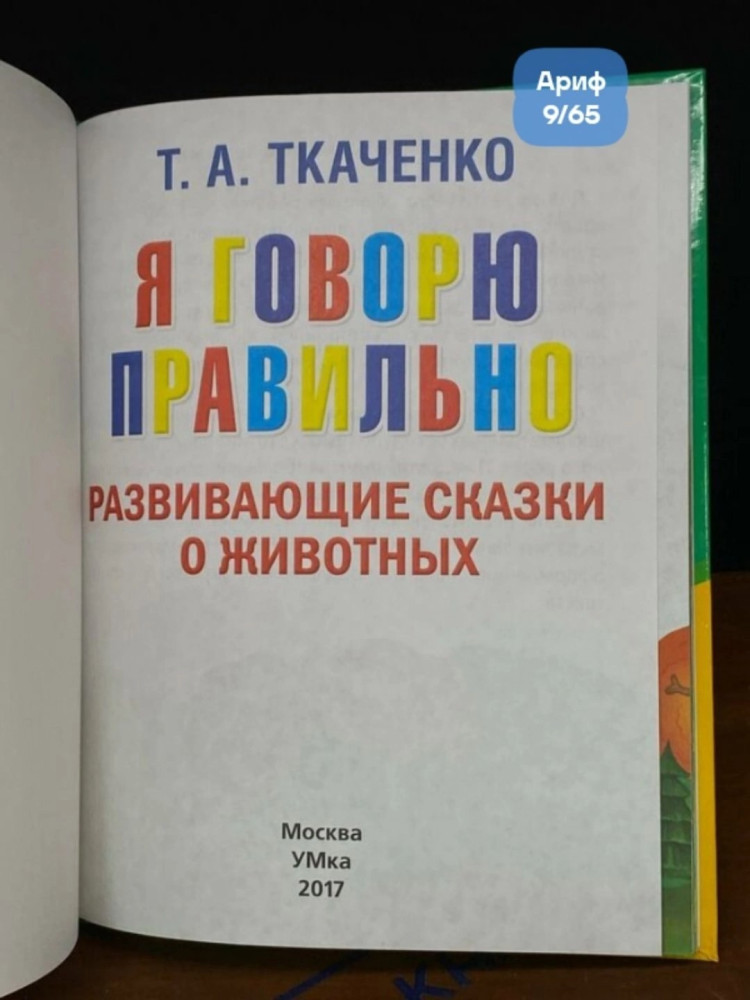 Ариф
9/65
Т. А. ТКАЧЕНКО
Я ГОВОРЮ
ПРАВИЛЬНО
РАЗВИВАЮЩИЕ СКАЗКИ
О ЖИВОТНЫХ
Москва
УМка
2017